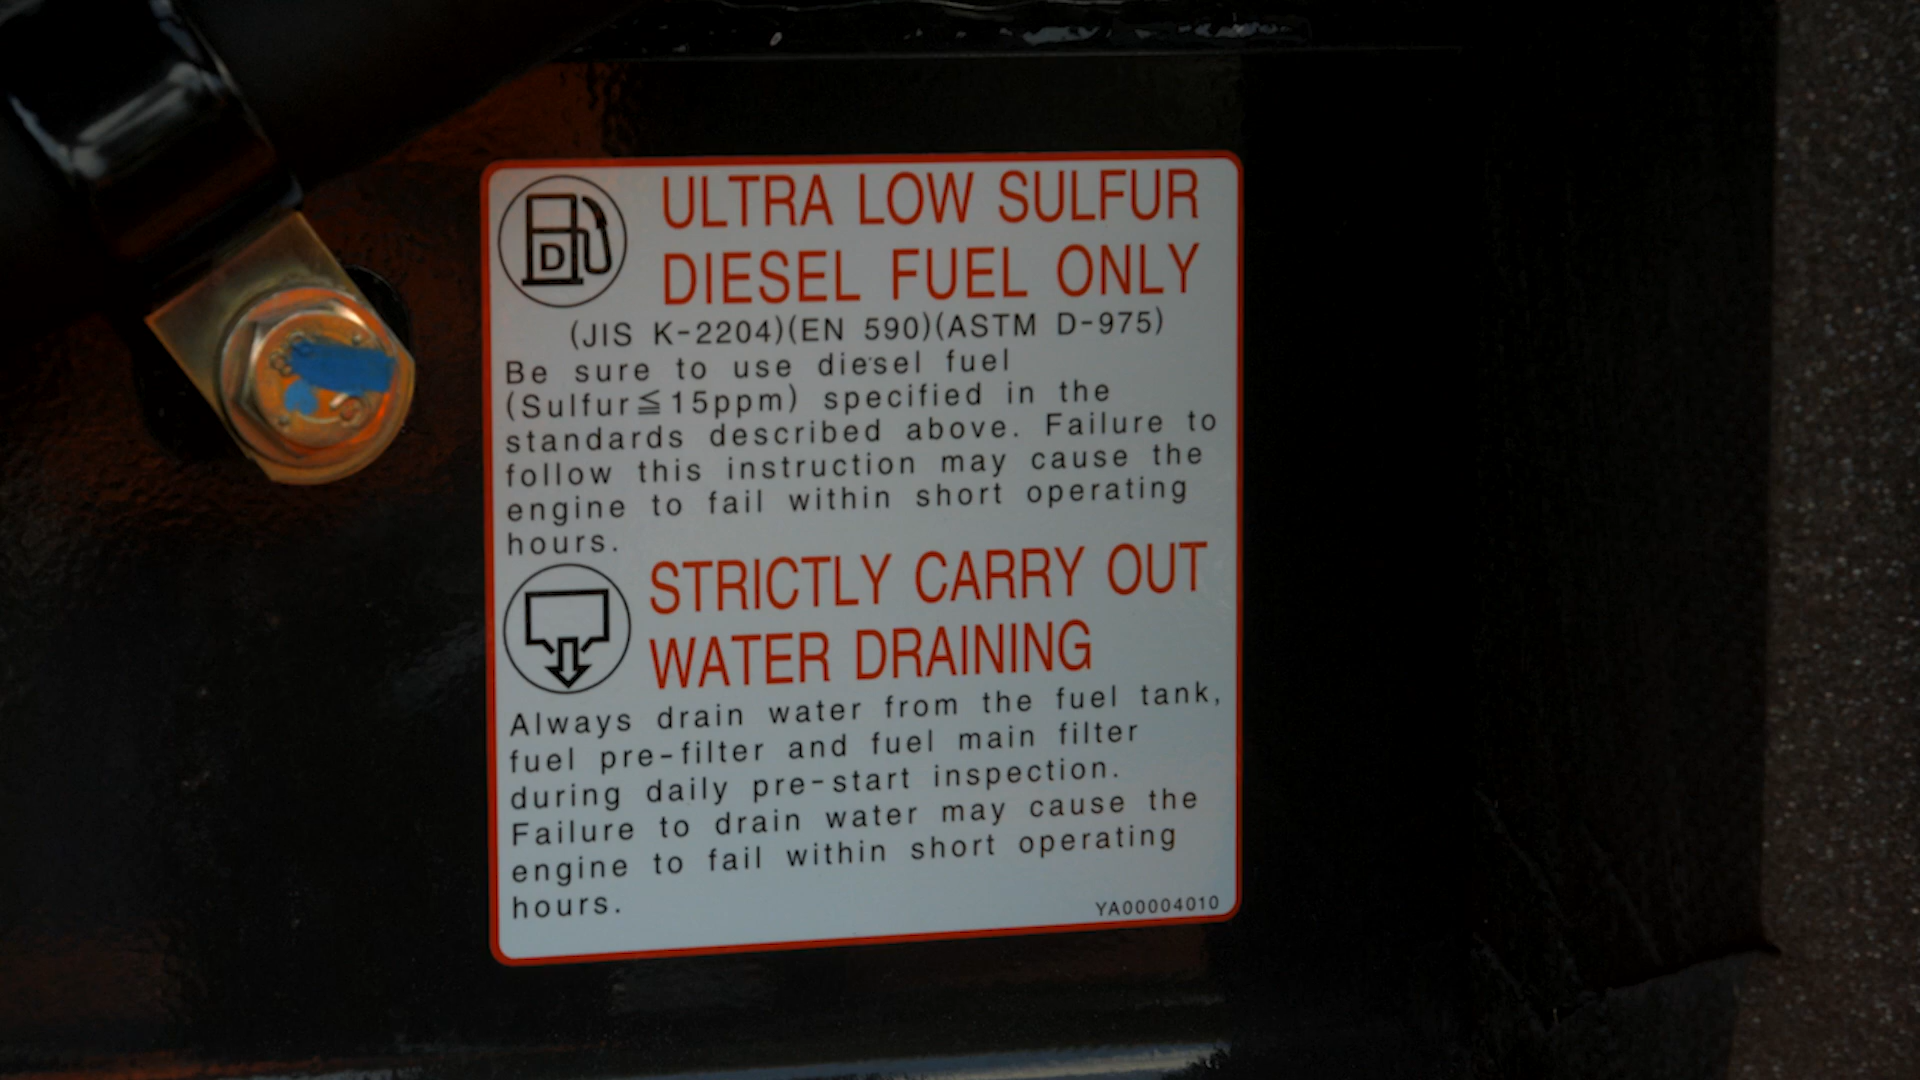 D
ULTRA LOW SULFUR
DIESEL FUEL ONLY
(JIS K-2204)(EN 590)(ASTM D-975)
Be sure to use diesel fuel
(Sulfur≦15ppm) specified in the
standards described above. Failure to
follow this instruction may cause the
engine to fail within short operating
hours.
STRICTLY CARRY OUT
WATER DRAINING
Always drain water from the fuel tank,
fuel pre-filter and fuel main filter
during daily pre-start inspection.
Failure to drain water may cause the
engine to fail within short operating
hours.
YA00004010